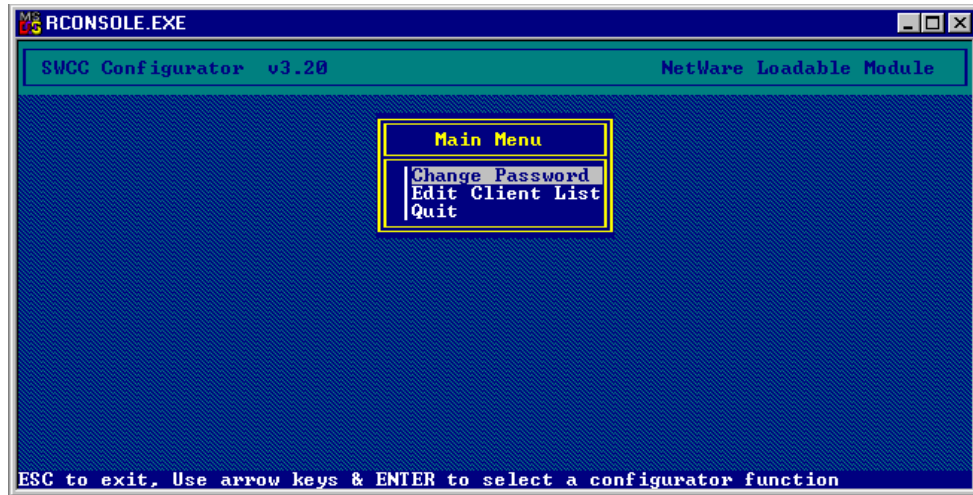 RCONSOLE.EXE
SWCC Configurator v3.20 NetWare Loadable Module
Main Menu
Change Password
Edit Client List
Quit
ESC to exit, Use arrow keys & ENTER to select a configurator function